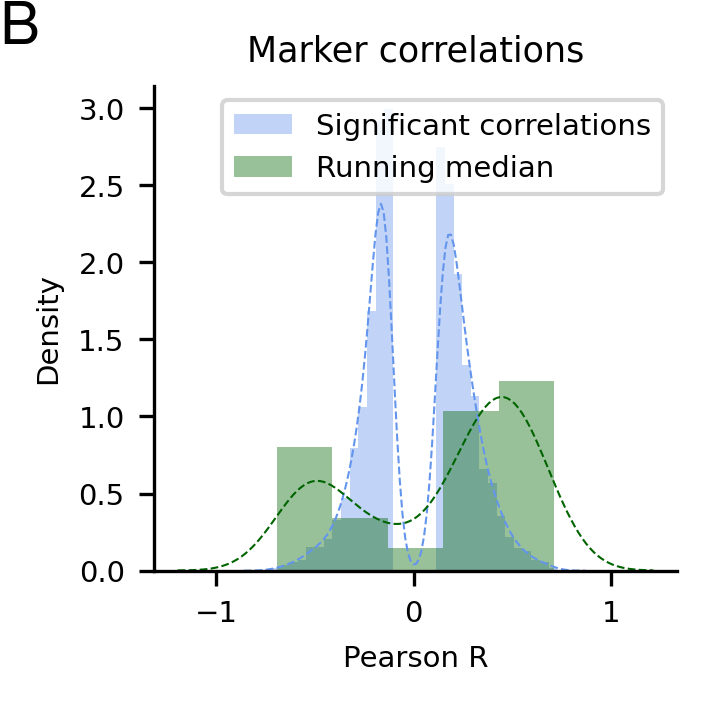 B
Marker correlations
Significant correlations
Running median
3.0
2.5
2.0
1.5
1.0
0.5
0.0
Density
−1
0
1
Pearson R